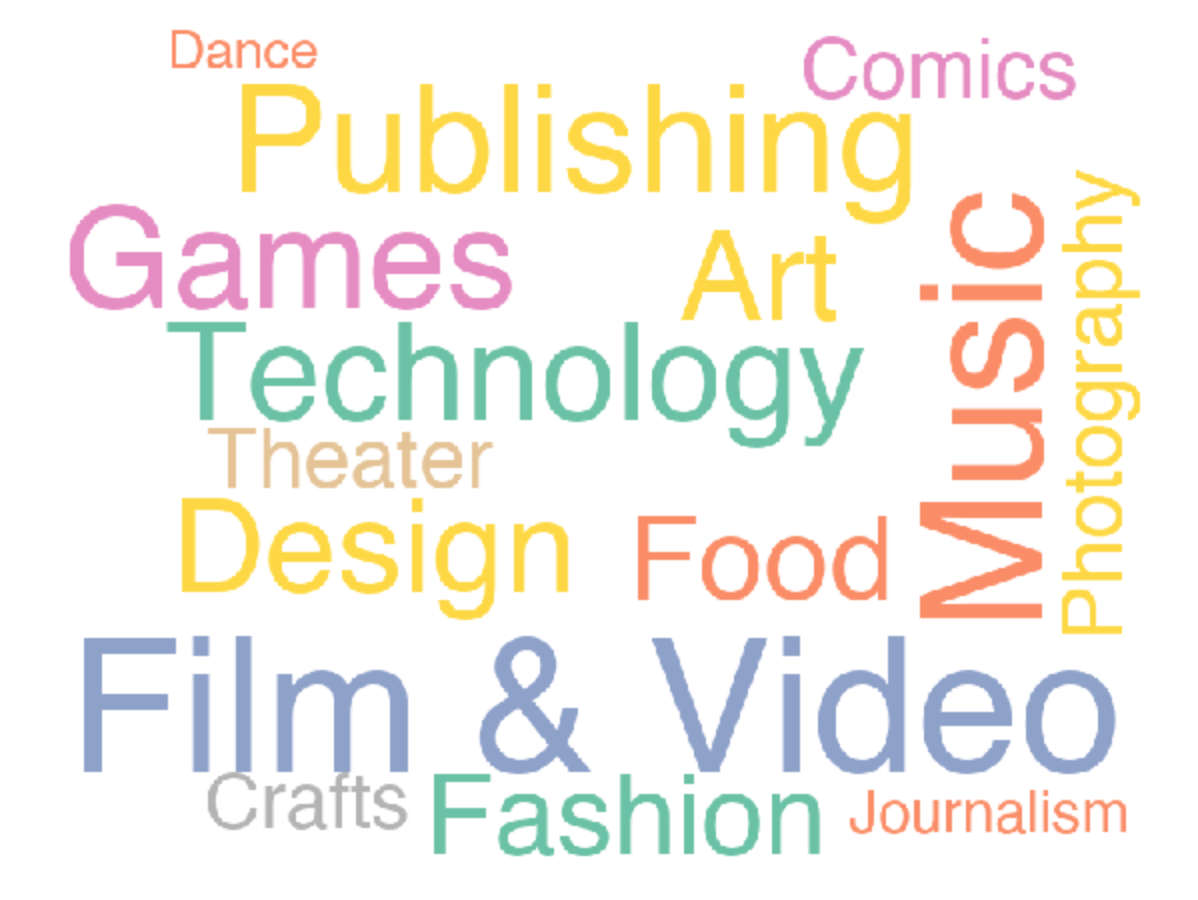 Dance
Comics
Publishing
Games
Art
Music
Photography
Technology
Theater
Design
Food
Film & Video
Crafts
Fashion
Journalism